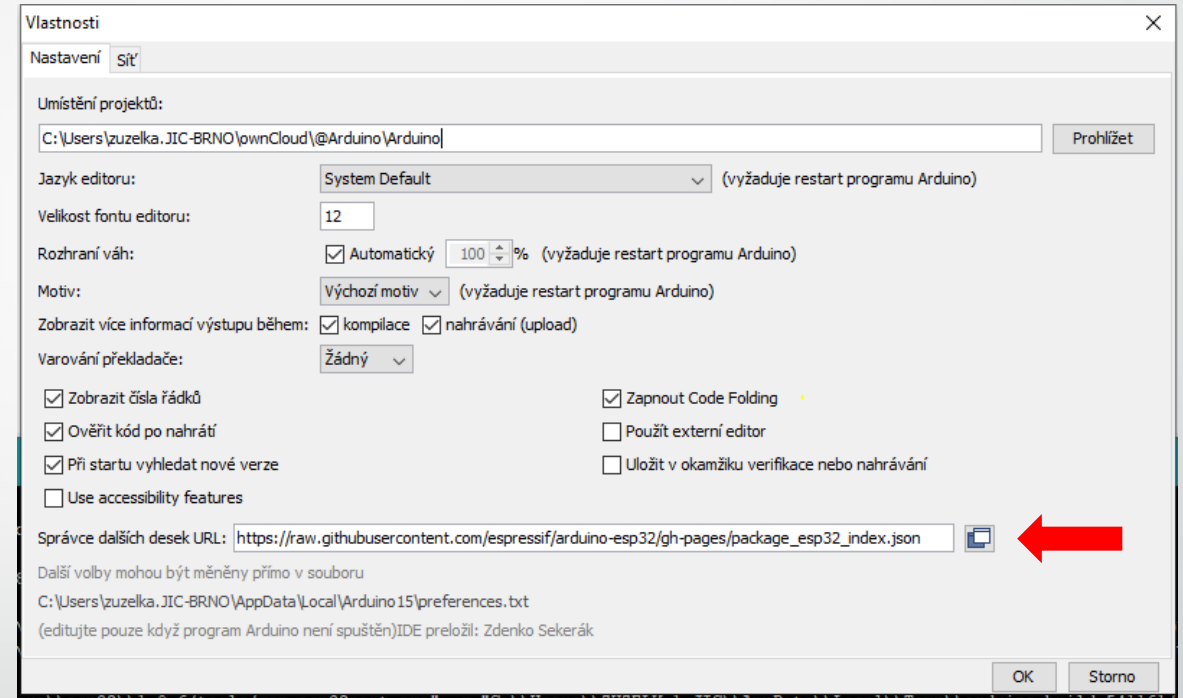 Vlastnosti
Nastavení Síť
Umístění projektů:
C:\Users\zuzelka.JIC-BRNO\ownCloud\@Arduino\Arduino Prohlížet
Jazyk editoru: System Default (vyžaduje restart programu Arduino)
Velikost fontu editoru: 12
Rozhraní váh: Automatický 100 % (vyžaduje restart programu Arduino)
Motiv: Výchozí motiv (vyžaduje restart programu Arduino)
Zobrazit více informací výstupu během: kompilace nahrávání (upload)
Varování překladače: Žádný
Zobrazit čísla řádků Zapnout Code Folding
Ověřit kód po nahrátí Použít externí editor
Při startu vyhledat nové verze Uložit v okamžiku verifikace nebo nahrávání
Use accessibility features
Správce dalších desek URL: https://raw.githubusercontent.com/espressif/arduino-esp32/gh-pages/package_esp32_index.json
Další volby mohou být měněny přímo v souboru
C:\Users\zuzelka.JIC-BRNO\AppData\Local\Arduino15\preferences.txt
(editujte pouze když program Arduino není spuštěn)IDE preložil: Zdenko Sekerák
OK Storno